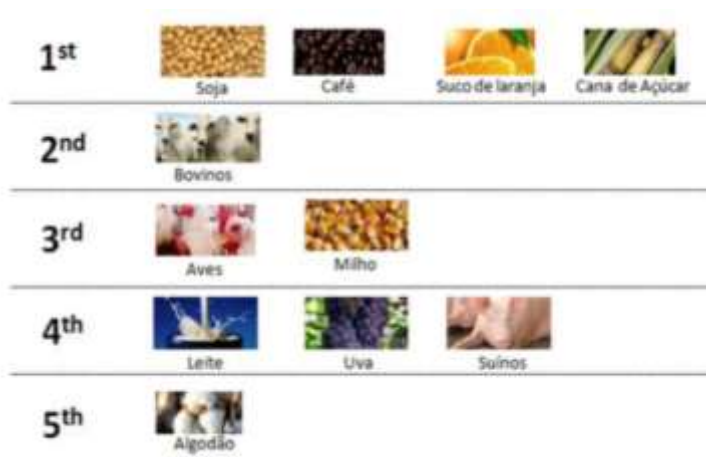 1st
Soja Café Suco de laranja Cana de Açúcar
2nd
Bovinos
3rd
Aves Milho
4th
Leite Uva Suínos
5th
Algodão